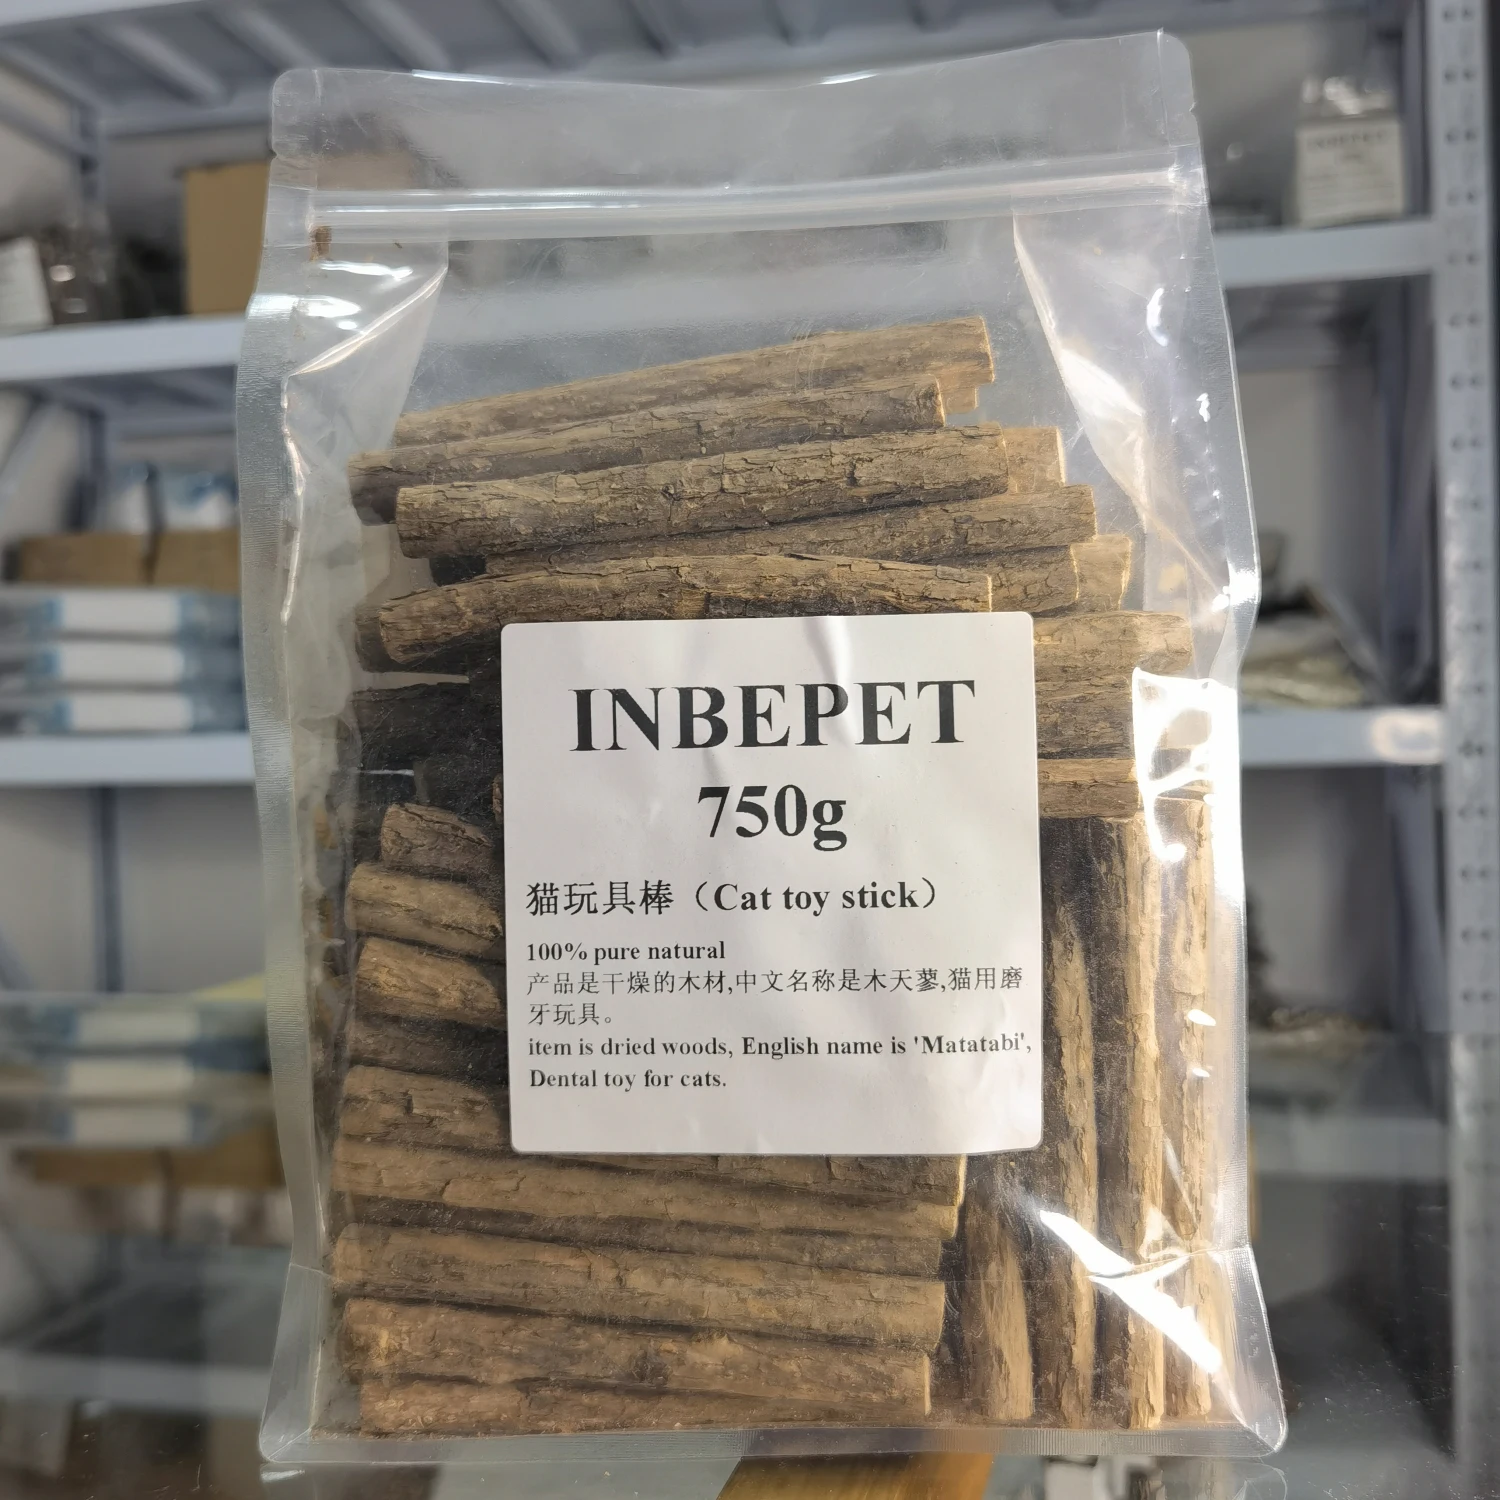 INBEPET
750g
猫玩具棒（Cat toy stick）
100% pure natural
产品是干燥的木材,中文名称是木天蓼,猫用磨
牙玩具。
item is dried woods, English name is 'Matatabi',
Dental toy for cats.
INBEPET